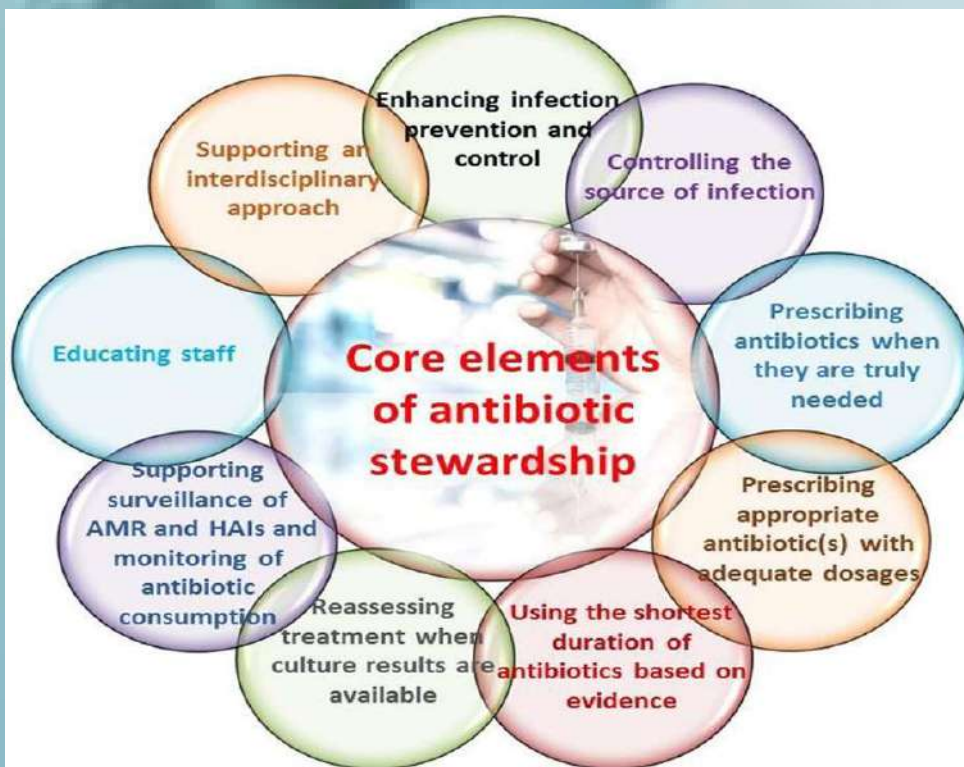 Core elements
of antibiotic
stewardship
Enhancing infection
prevention and
control
Controlling the
source of infection
Prescribing
antibiotics when
they are truly
needed
Prescribing
appropriate
antibiotic(s) with
adequate dosages
Using the shortest
duration of
antibiotics based on
evidence
Reassessing
treatment when
culture results are
available
Supporting
surveillance of
AMR and HAIs and
monitoring of
antibiotic
consumption
Educating staff
Supporting an
interdisciplinary
approach